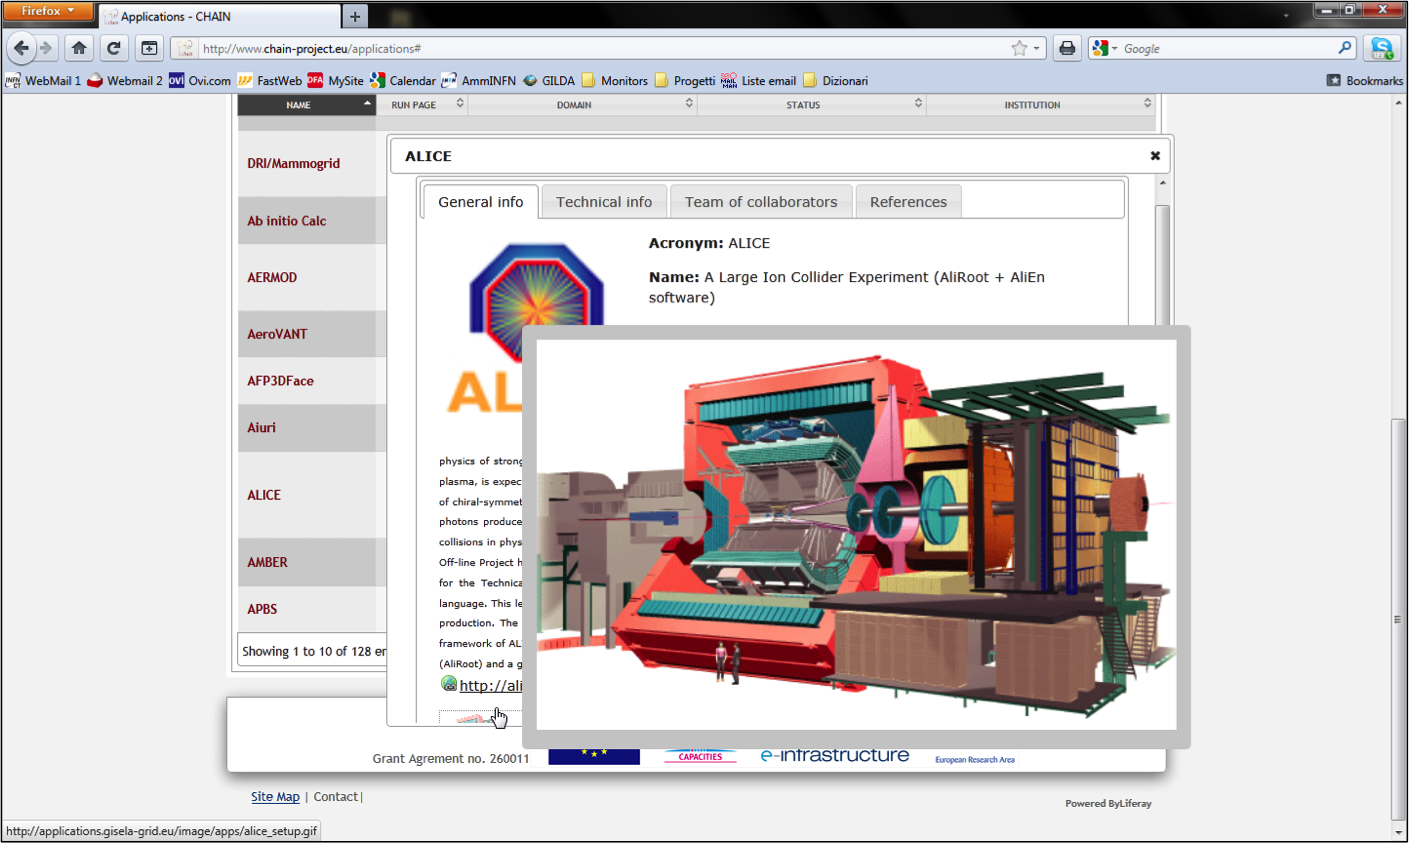 Firefox
Applications - CHAIN
http://www.chain-project.eu/applications#
Google
WebMail 1 Webmail 2 OVI Ovi.com FastWeb DFA MySite Calendar AmmINFN GILDA Monitors Progetti Liste email Dizionari Bookmarks
NAME RUN PAGE DOMAIN STATUS INSTITUTION
DRI/Mammogrid
Ab initio Calc
AERMOD
AeroVANT
AFP3DFace
Aiuri
ALICE
AMBER
APBS
Showing 1 to 10 of 128 en
ALICE
General info Technical info Team of collaborators References
Acronym: ALICE
Name: A Large Ion Collider Experiment (AliRoot + AliEn
software)
AL
physics of strong
plasma, is expec
of chiral-symmet
photons produce
collisions in phys
Off-line Project h
for the Technica
language. This le
production. The
framework of AL
(AliRoot) and a g
http://ali
Grant Agrement no. 260011
CAPACITIES
e-infrastructure
European Research Area
Site Map | Contact|
Powered ByLiferay
http://applications.gisela-grid.eu/image/apps/alice_setup.gif